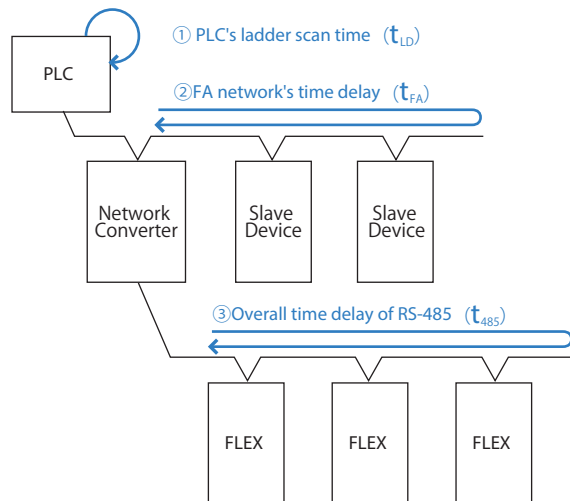 ① PLC's ladder scan time (tLD)
PLC
②FA network's time delay (tFA)
Network
Converter
Slave
Device
Slave
Device
③Overall time delay of RS-485 (t485)
FLEX
FLEX
FLEX